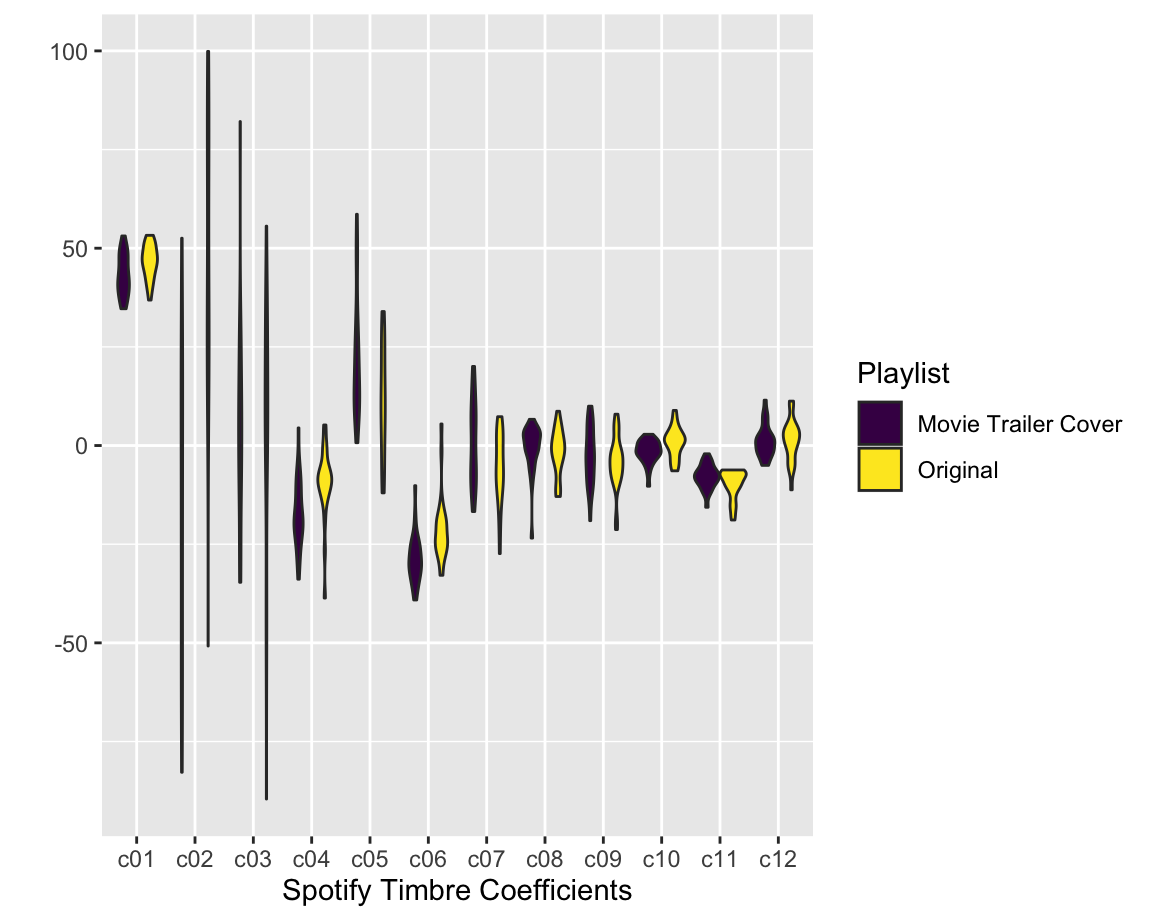 100
50
0
-50
c01 c02 c03 c04 c05 c06 c07 c08 c09 c10 c11 c12
Spotify Timbre Coefficients
Playlist
Movie Trailer Cover
Original